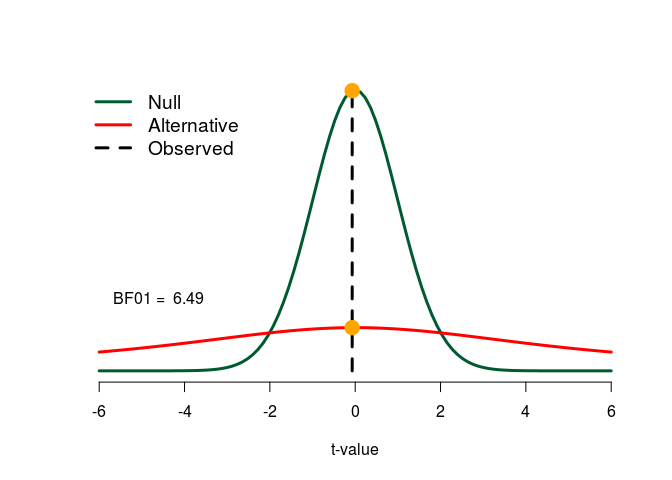 Null
Alternative
Observed
BF01 = 6.49
-6 -4 -2 0 2 4 6
t-value